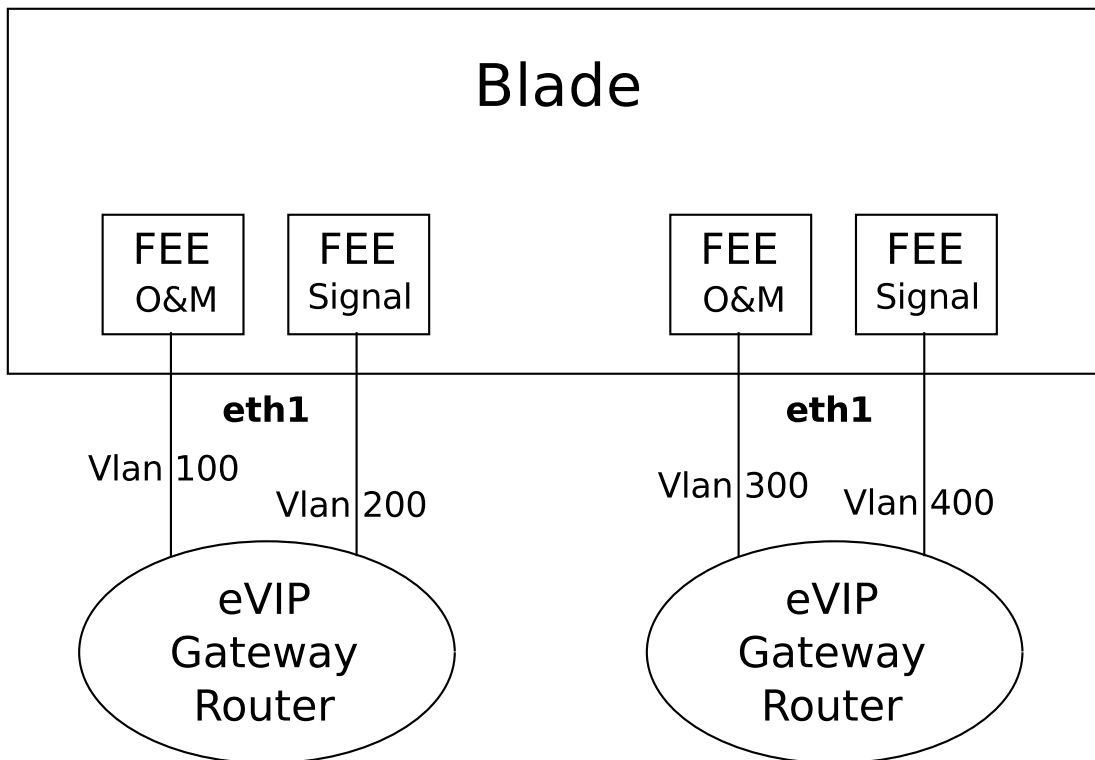 Blade
FEE
O&M
FEE
Signal
FEE
O&M
FEE
Signal
eth1
eth1
Vlan 100
Vlan 200
Vlan 300
Vlan 400
eVIP
Gateway
Router
eVIP
Gateway
Router